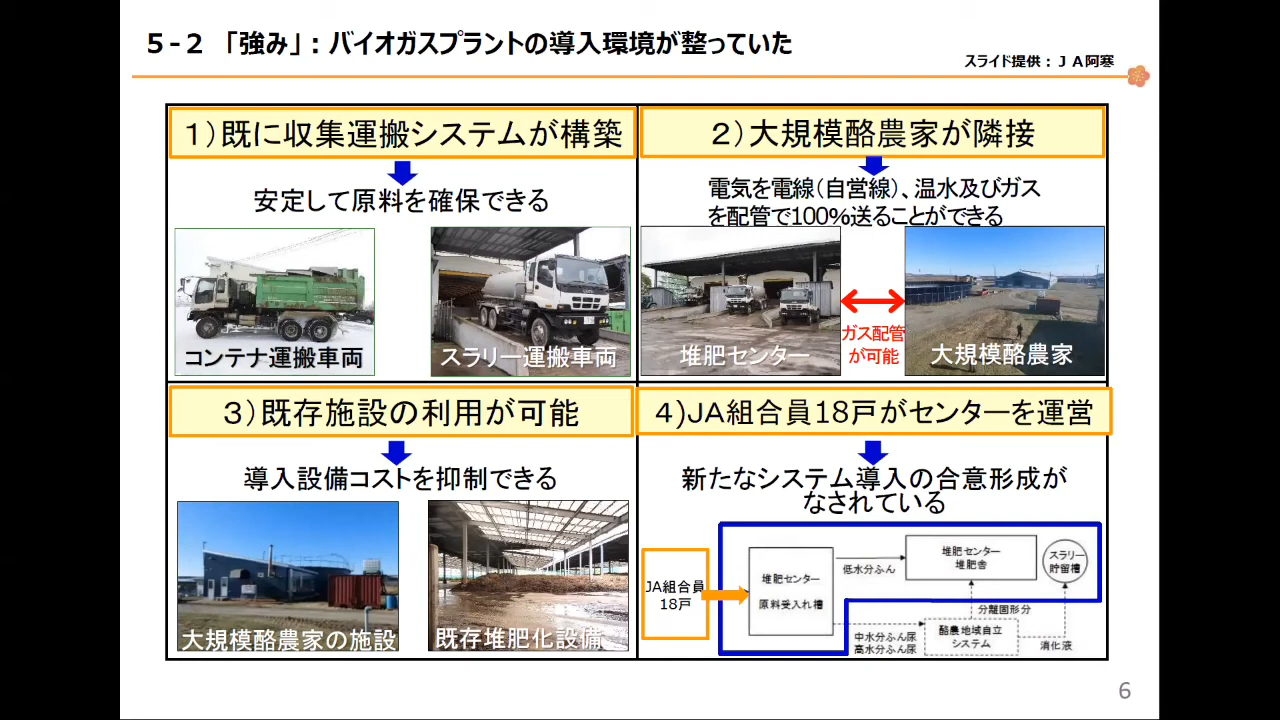 5-2 「強み」:バイオガスプラントの導入環境が整っていた
スライド提供:JA阿寒
1)既に収集運搬システムが構築
安定して原料を確保できる
コンテナ運搬車両
スラリー運搬車両
2)大規模酪農家が隣接
電気を電線(自営線)、温水及びガス
を配管で100%送ることができる
堆肥センター
ガス配管
が可能
大規模酪農家
3)既存施設の利用が可能
導入設備コストを抑制できる
大規模酪農家の施設
既存堆肥化設備
4)JA組合員18戸がセンターを運営
新たなシステム導入の合意形成が
なされている
JA組合員
18戸
堆肥センター
原料受入れ槽
低水分ふん
堆肥センター
堆肥舎
スラリー
貯留槽
分離固形分
中水分ふん尿
高水分ふん尿
酪農地域自立
システム
消化液
6